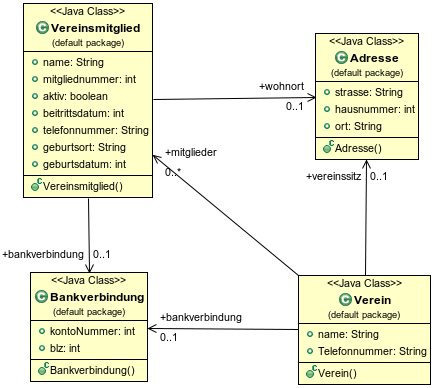 <<Java Class>>
Vereinsmitglied
(default package)
name: String
mitgliednummer: int
aktiv: boolean
beitrittsdatum: int
telefonnummer: String
geburtsort: String
geburtsdatum: int
Vereinsmitglied()
<<Java Class>>
Adresse
(default package)
strasse: String
hausnummer: int
ort: String
Adresse()
+wohnort
0..1
+mitglieder
0..*
+vereinssitz
0..1
+bankverbindung
0..1
<<Java Class>>
Bankverbindung
(default package)
kontoNummer: int
blz: int
Bankverbindung()
+bankverbindung
0..1
<<Java Class>>
Verein
(default package)
name: String
Telefonnummer: String
Verein()